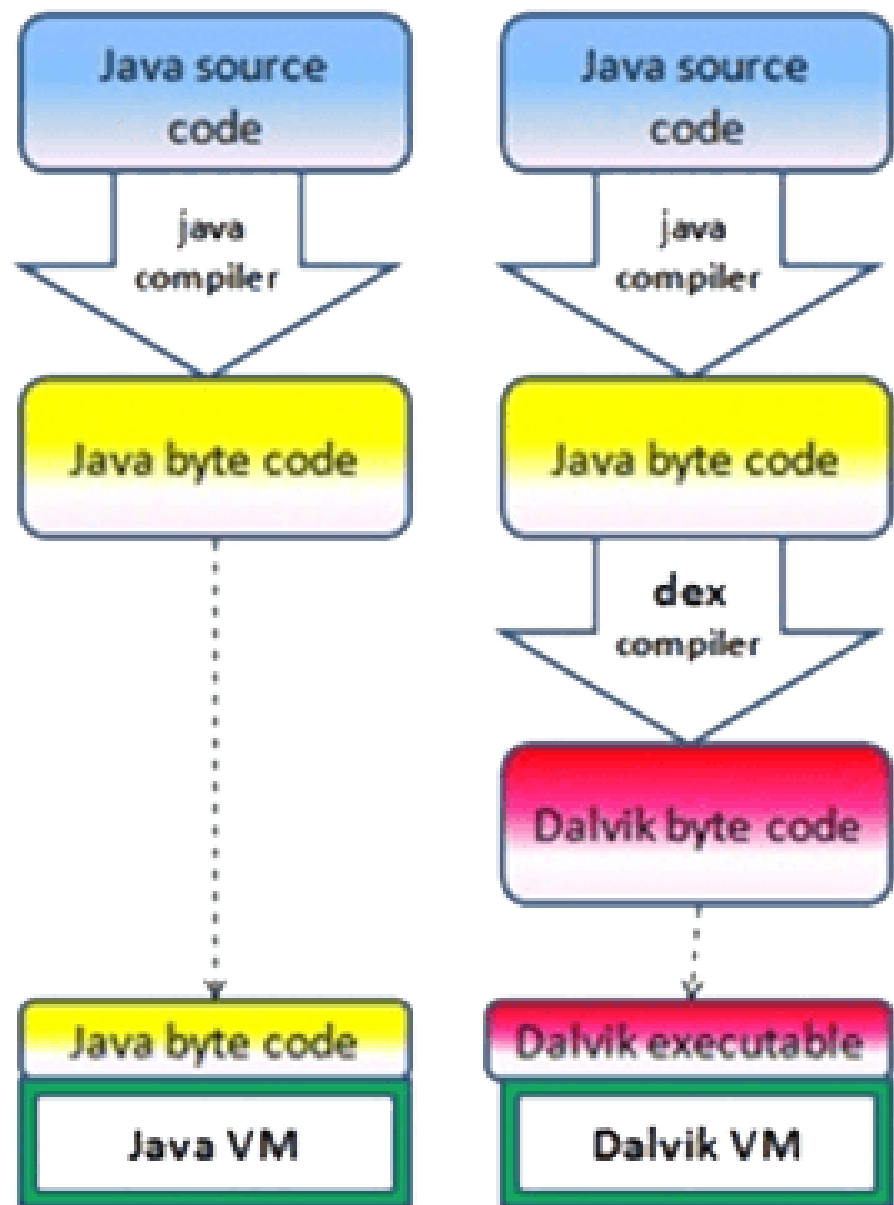 Java source
code
java
compiler
Java byte code
Java byte code
Java VM
Java source
code
java
compiler
Java byte code
dex
compiler
Dalvik byte code
Dalvik executable
Dalvik VM